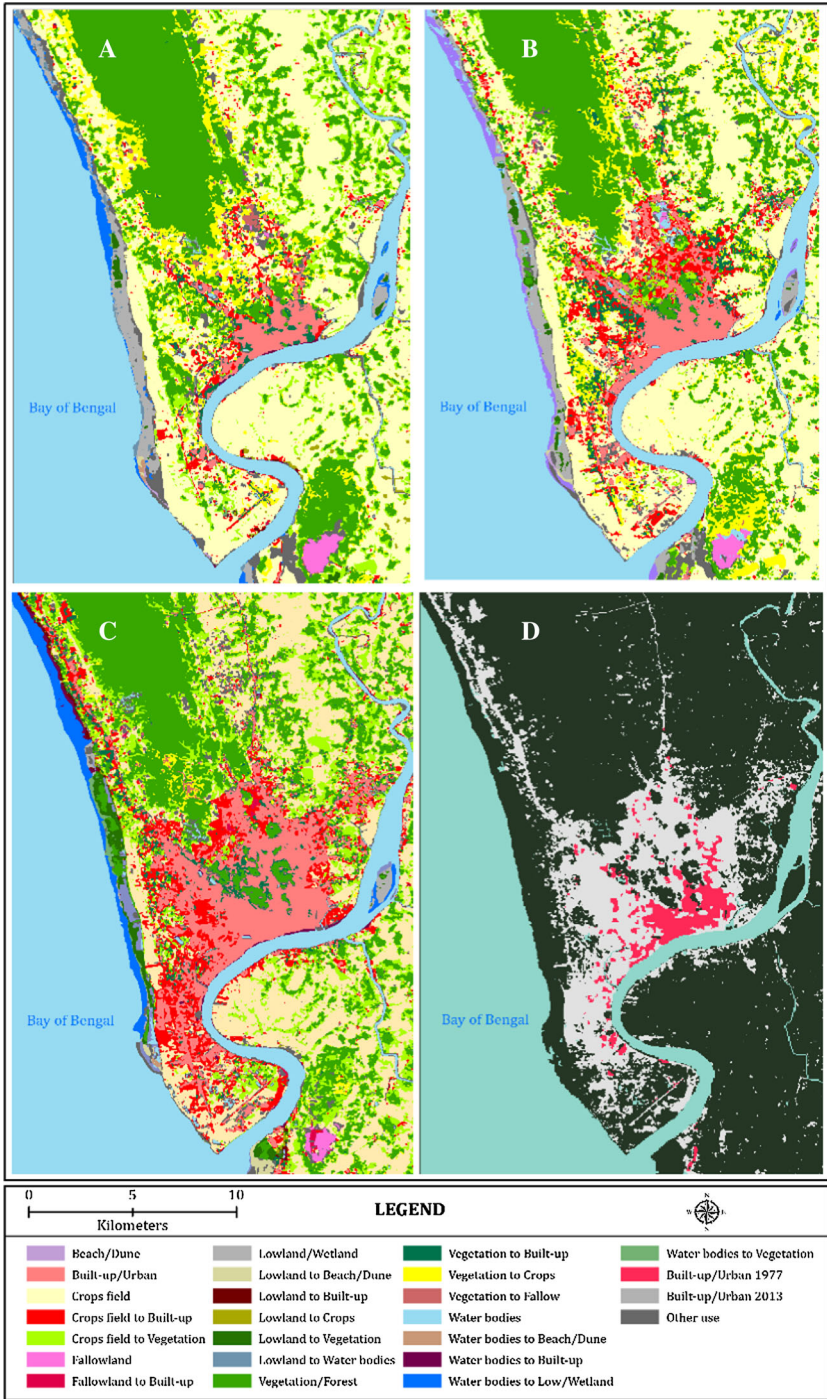 A
B
Bay of Bengal
C
D
Bay of Bengal
Bay of Bengal
0 5 10
Kilometers
LEGEND
N
W E
S
Beach/Dune
Built-up/Urban
Crops field
Crops field to Built-up
Crops field to Vegetation
Fallowland
Fallowland to Built-up
Lowland/Wetland
Lowland to Beach/Dune
Lowland to Built-up
Lowland to Crops
Lowland to Vegetation
Lowland to Water bodies
Vegetation/Forest
Vegetation to Built-up
Vegetation to Crops
Vegetation to Fallow
Water bodies
Water bodies to Beach/Dune
Water bodies to Built-up
Water bodies to Low/Wetland
Water bodies to Vegetation
Built-up/Urban 1977
Built-up/Urban 2013
Other use